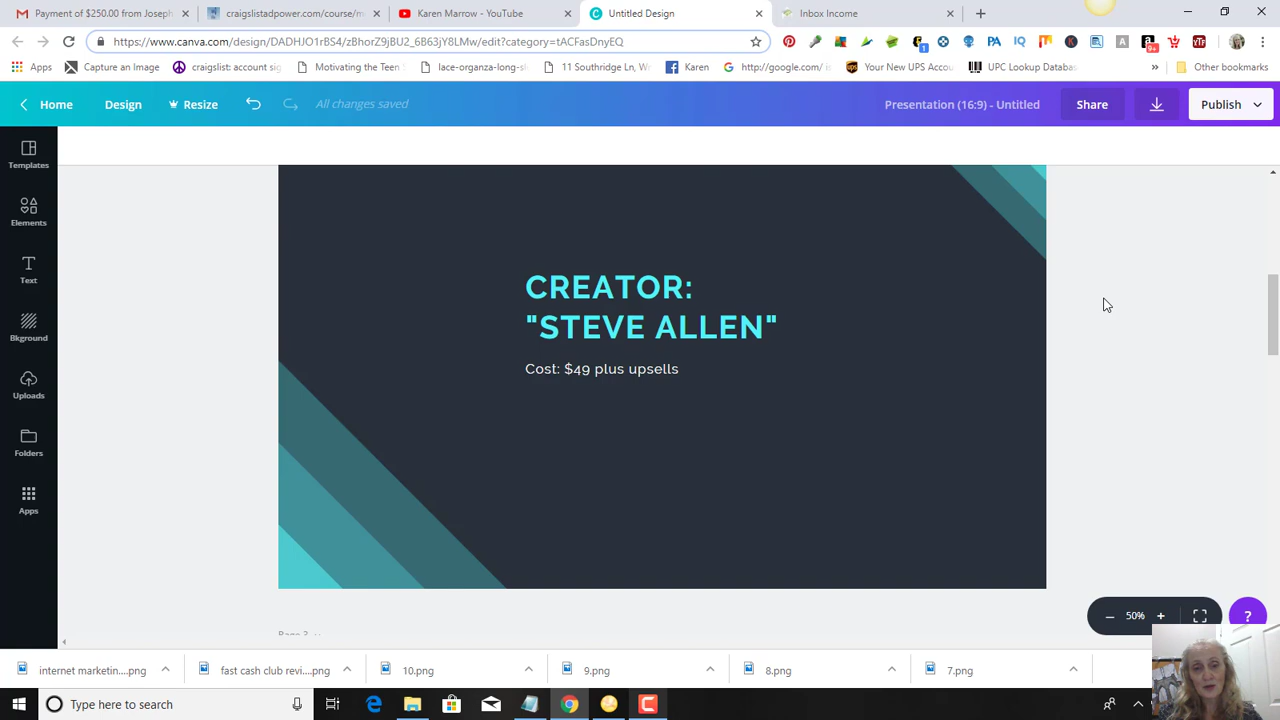 Payment of $250.00 from Joseph
craigslistadpower.com/course/m
Karen Marrow - YouTube
Untitled Design
Inbox Income
https://www.canva.com/design/DADHJO1rBS4/zBhorZ9jBU2_6B63jY8LMw/edit?category=tACFasDnyEQ
Apps
Capture an Image
craigslist: account sig
Motivating the Teen
lace-organza-long-sl
11 Southridge Ln, W
Karen
http://google.com/
Your New UPS Accou
UPC Lookup Databas
»
Other bookmarks
Home
Design
Resize
All changes saved
Presentation (16:9) - Untitled
Share
Publish
Templates
Elements
Text
Bkground
Uploads
Folders
Apps
CREATOR:
"STEVE ALLEN"
Cost: $49 plus upsells
50%
?
internet marketin....png
fast cash club revi....png
10.png
9.png
8.png
7.png
Type here to search